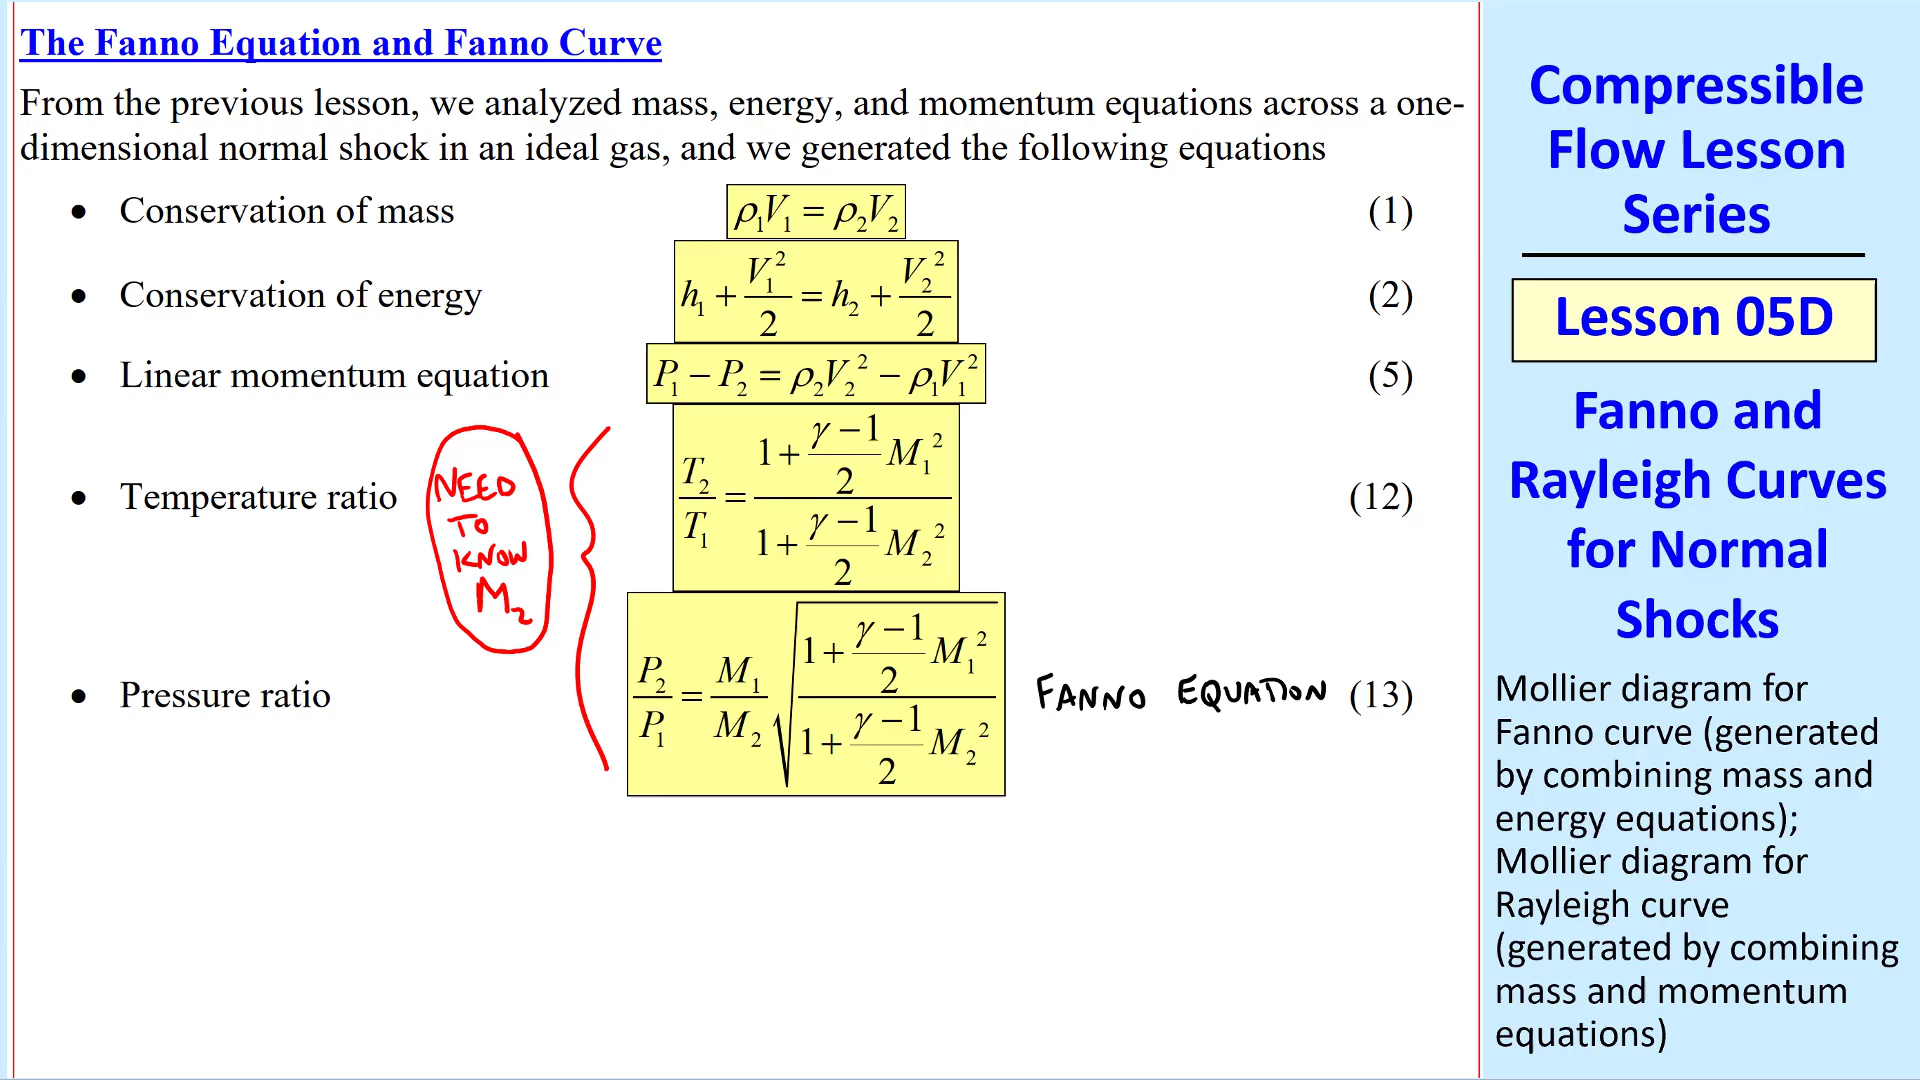 The Fanno Equation and Fanno Curve
From the previous lesson, we analyzed mass, energy, and momentum equations across a one-
dimensional normal shock in an ideal gas, and we generated the following equations
• Conservation of mass ρ₁V₁ = ρ₂V₂ (1)
• Conservation of energy h₁ + V₁²/2 = h₂ + V₂²/2 (2)
• Linear momentum equation P₁ − P₂ = ρ₂V₂² − ρ₁V₁² (5)
• Temperature ratio T₂/T₁ = (1 + (γ − 1)/2 M₁²)/(1 + (γ − 1)/2 M₂²) (12)
NEED
TO
KNOW
M₂
• Pressure ratio P₂/P₁ = M₁/M₂ √((1 + (γ − 1)/2 M₁²)/(1 + (γ − 1)/2 M₂²)) FANNO EQUATION (13)
Compressible
Flow Lesson
Series
Lesson 05D
Fanno and
Rayleigh Curves
for Normal
Shocks
Mollier diagram for
Fanno curve (generated
by combining mass and
energy equations);
Mollier diagram for
Rayleigh curve
(generated by combining
mass and momentum
equations)